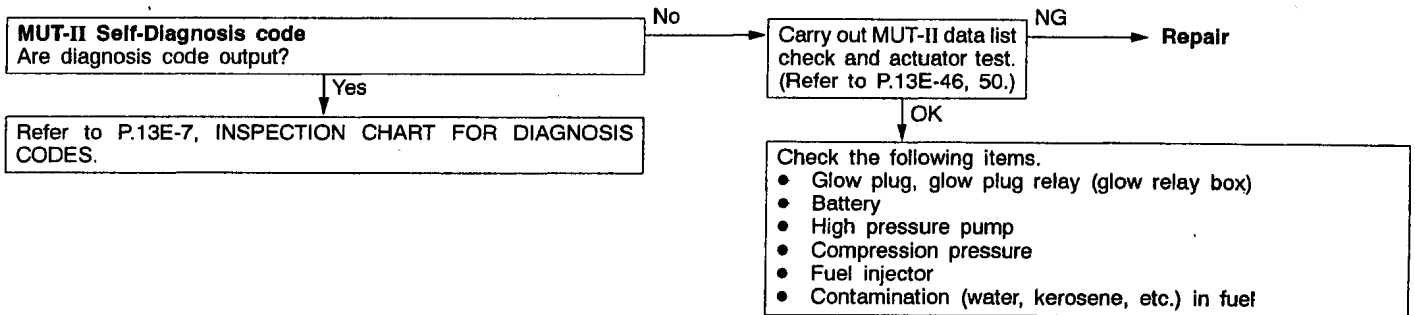 MUT-II Self-Diagnosis code
Are diagnosis code output?
No
Yes
Refer to P.13E-7, INSPECTION CHART FOR DIAGNOSIS
CODES.
Carry out MUT-II data list
check and actuator test.
(Refer to P.13E-46, 50.)
NG
Repair
OK
Check the following items.
● Glow plug, glow plug relay (glow relay box)
● Battery
● High pressure pump
● Compression pressure
● Fuel injector
● Contamination (water, kerosene, etc.) in fuel